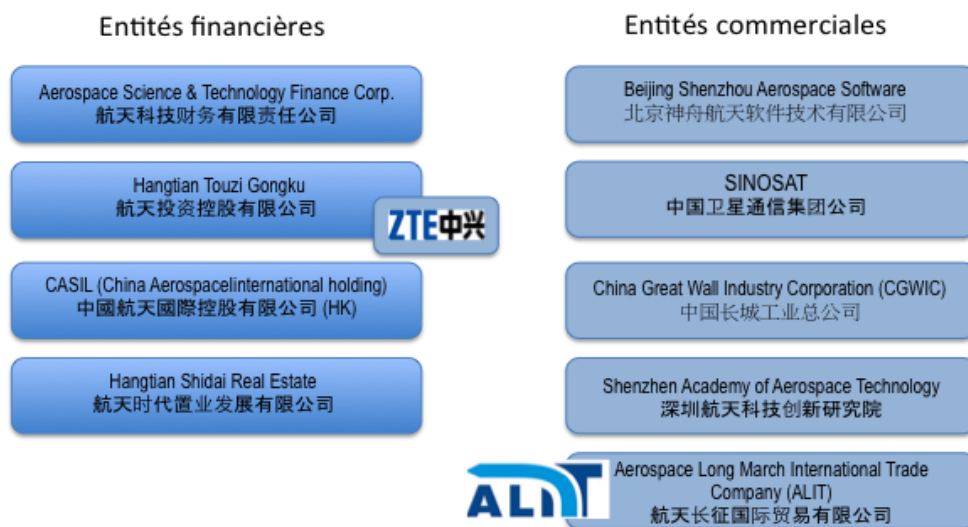 Entités financières
Aerospace Science & Technology Finance Corp.
航天科技财务有限责任公司
Hangtian Touzi Gongku
航天投资控股有限公司
ZTE中兴
CASIL (China Aerospacelinternational holding)
中國航天國際控股有限公司 (HK)
Hangtian Shidai Real Estate
航天时代置业发展有限公司
Entités commerciales
Beijing Shenzhou Aerospace Software
北京神舟航天软件技术有限公司
SINOSAT
中国卫星通信集团公司
China Great Wall Industry Corporation (CGWIC)
中国长城工业总公司
Shenzhen Academy of Aerospace Technology
深圳航天科技创新研究院
ALIT
Aerospace Long March International Trade
Company (ALIT)
航天长征国际贸易有限公司